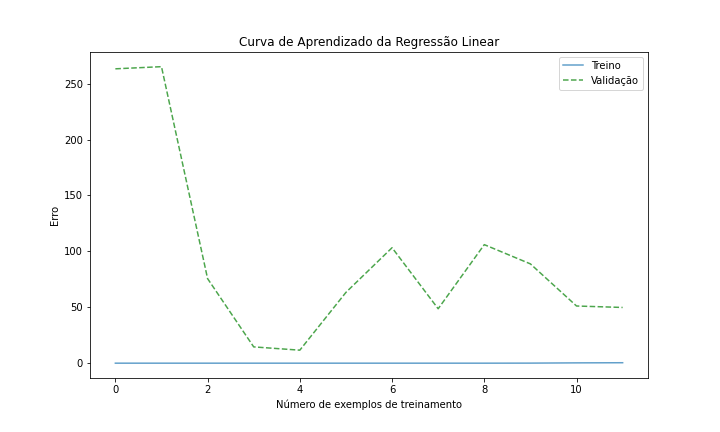 Curva de Aprendizado da Regressão Linear
Treino
Validação
250
200
150
100
50
0
Erro
0 2 4 6 8 10
Número de exemplos de treinamento